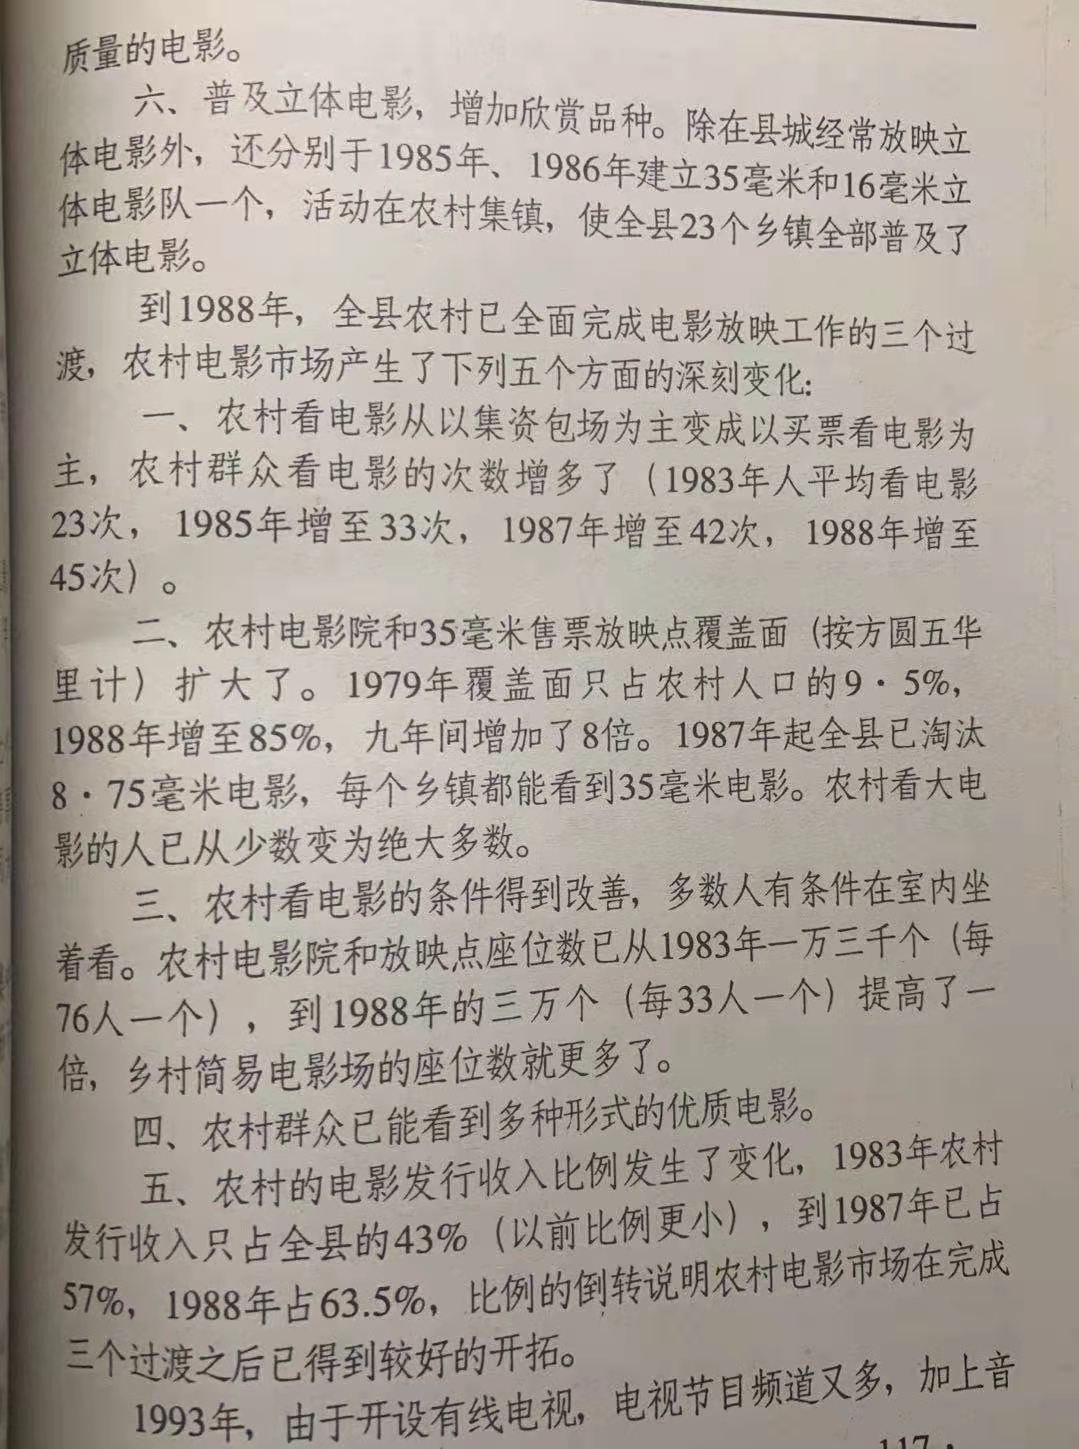 质量的电影。
六、普及立体电影，增加欣赏品种。除在县城经常放映立
体电影外，还分别于1985年、1986年建立35毫米和16毫米立
体电影队一个，活动在农村集镇，使全县23个乡镇全部普及了
立体电影。
到1988年，全县农村已全面完成电影放映工作的三个过
渡，农村电影市场产生了下列五个方面的深刻变化：
一、农村看电影从以集资包场为主变成以买票看电影为
主，农村群众看电影的次数增多了（1983年人平均看电影
23次，1985年增至33次，1987年增至42次，1988年增至
45次）。
二、农村电影院和35毫米售票放映点覆盖面（按方圆五华
里计）扩大了。1979年覆盖面只占农村人口的9·5%，
1988年增至85%，九年间增加了8倍。1987年起全县已淘汰
8·75毫米电影，每个乡镇都能看到35毫米电影。农村看大电
影的人已从少数变为绝大多数。
三、农村看电影的条件得到改善，多数人有条件在室内坐
着看。农村电影院和放映点座位数已从1983年一万三千个（每
76人一个），到1988年的三万个（每33人一个）提高了一
倍，乡村简易电影场的座位数就更多了。
四、农村群众已能看到多种形式的优质电影。
五、农村的电影发行收入比例发生了变化，1983年农村
发行收入只占全县的43%（以前比例更小），到1987年已占
57%，1988年占63.5%，比例的倒转说明农村电影市场在完成
三个过渡之后已得到较好的开拓。
1993年，由于开设有线电视，电视节目频道又多，加上音
117·